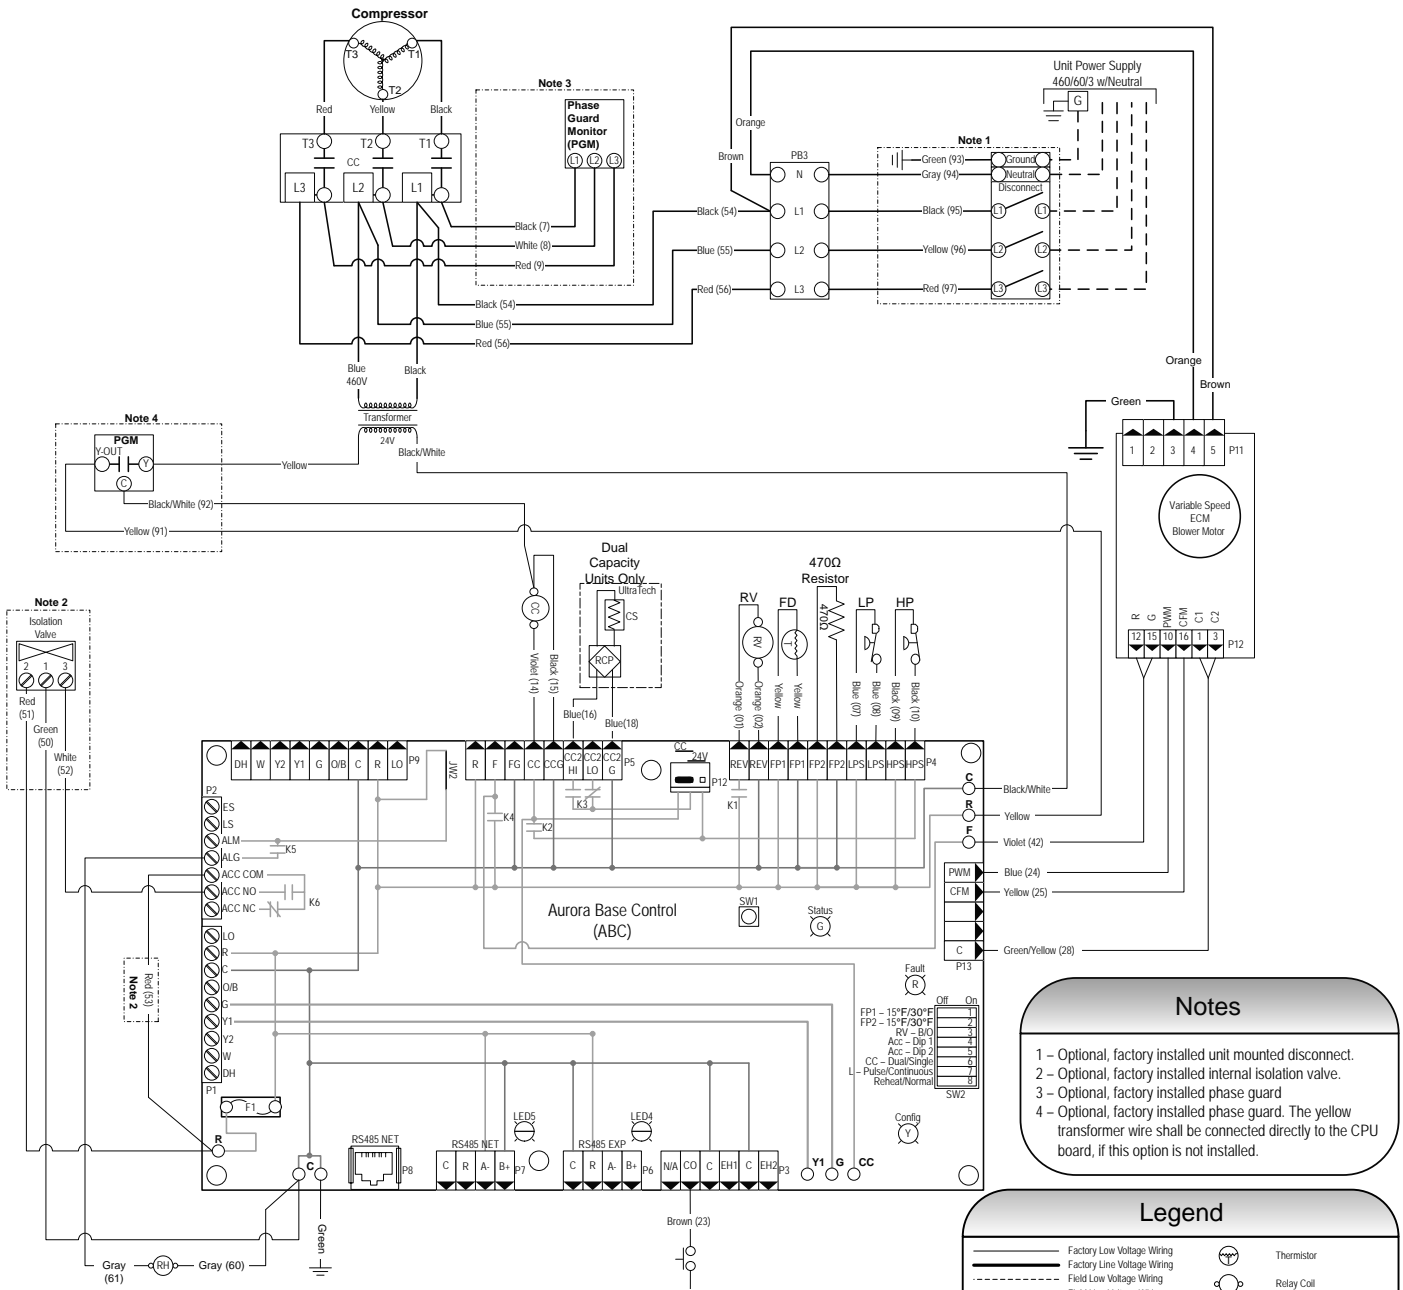 Compressor
T3
T1
T2
Red
Yellow
Black
T3
T2
T1
CC
L3
L2
L1
Note 3
Phase
Guard
Monitor
(PGM)
L1
L2
L3
Black (7)
White (8)
Red (9)
Black (54)
Blue (55)
Red (56)
Blue
460V
Black
Transformer
24V
Black/White
Orange
Brown
PB3
N
L1
L2
L3
Black (54)
Blue (55)
Red (56)
Unit Power Supply
460/60/3 w/Neutral
G
Note 1
Green (93)
Gray (94)
Black (95)
Yellow (96)
Red (97)
Ground
Neutral
Disconnect
L1
L1
L2
L2
L3
L3
Orange
Brown
Green
1
2
3
4
5
P11
Variable Speed
ECM
Blower Motor
R
G
PWM
CFM
C1
C2
12
15
10
16
1
3
P12
Note 4
PGM
Y-OUT
Y
C
Yellow
Black/White (92)
Yellow (91)
Note 2
Isolation
Valve
2
1
3
Red
(51)
Green
(50)
White
(52)
CC
Violet (14)
Black (15)
Dual
Capacity
Units Only
UltraTech
CS
RCP
Blue(16)
Blue(18)
RV
RV
Orange (01)
Orange (02)
FD
T
Yellow
Yellow
470Ω
Resistor
470Ω
LP
Blue (07)
Blue (08)
HP
Black (09)
Black (10)
DH
W
Y2
Y1
G
O/B
C
R
LO
P9
JW2
R
F
FG
CC
CCG
CC2
HI
CC2
LO
CC2
G
P5
CC
24V
P12
REV
REV
FP1
FP1
FP2
FP2
LPS
LPS
HPS
HPS
P4
K4
K2
K3
K1
P2
ES
LS
ALM
ALG
ACC COM
ACC NO
ACC NC
K5
K6
C
R
F
Black/White
Yellow
Violet (42)
PWM
CFM
C
P13
Blue (24)
Yellow (25)
Green/Yellow (28)
Aurora Base Control
(ABC)
SW1
Status
G
Fault
R
LO
R
C
O/B
G
Y1
Y2
W
DH
P1
Red (53)
Note 2
F1
R
Off
On
FP1 – 15°F/30°F
FP2 – 15°F/30°F
RV – B/O
Acc – Dip 1
Acc – Dip 2
CC – Dual/Single
L – Pulse/Continuous
Reheat/Normal
1
2
3
4
5
6
7
8
SW2
Config
Y
C
RS485 NET
P8
LED5
RS485 NET
C
R
A-
B+
P7
LED4
RS485 EXP
C
R
A-
B+
P6
N/A
CO
C
EH1
C
EH2
P3
Y1
G
CC
Brown (23)
Green
Gray
(61)
RH
Gray (60)
Notes
1 – Optional, factory installed unit mounted disconnect.
2 – Optional, factory installed internal isolation valve.
3 – Optional, factory installed phase guard
4 – Optional, factory installed phase guard. The yellow
transformer wire shall be connected directly to the CPU
board, if this option is not installed.
Legend
Factory Low Voltage Wiring
Factory Line Voltage Wiring
Field Low Voltage Wiring
T
Thermistor
Relay Coil